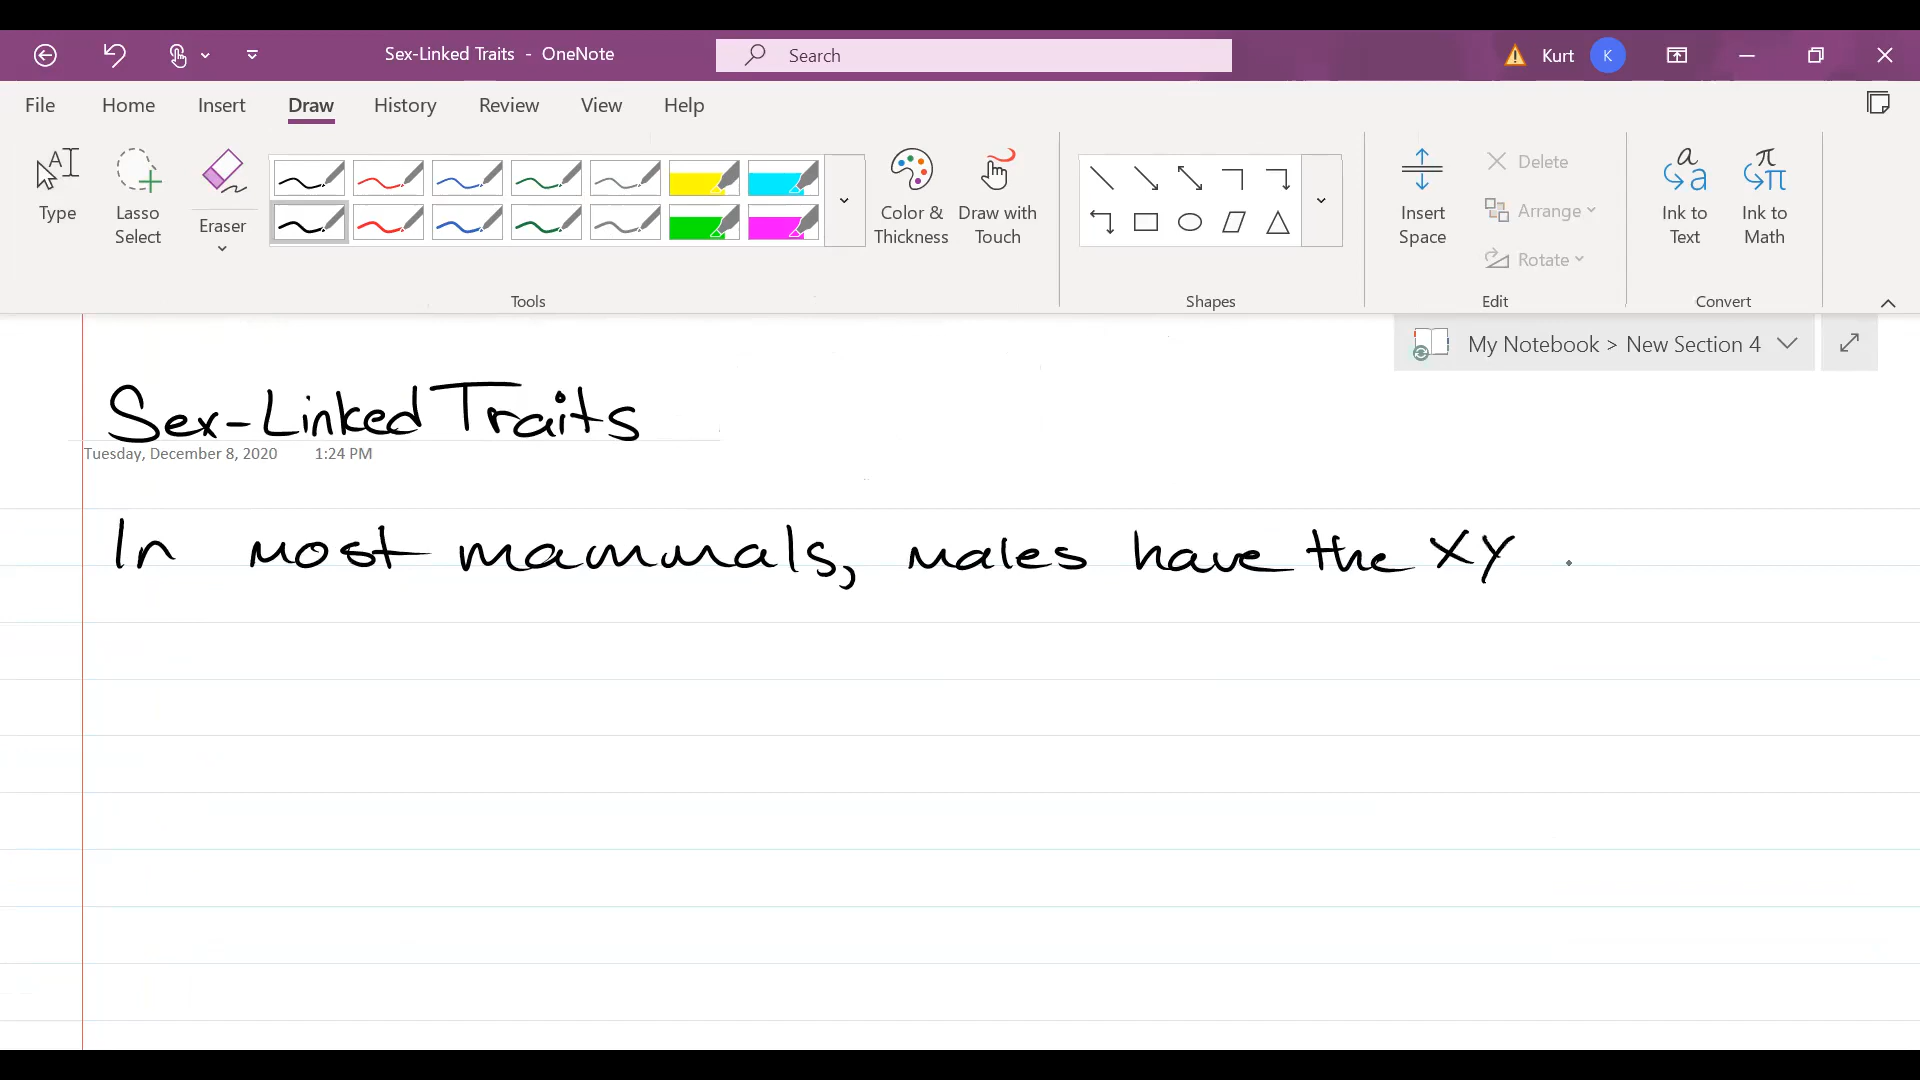 Sex-Linked Traits - OneNote
Search
Kurt
K
File Home Insert Draw History Review View Help
Type
Lasso Select
Eraser
Color & Thickness
Draw with Touch
Insert Space
Delete
Arrange
Rotate
Ink to Text
Ink to Math
Tools
Shapes
Edit
Convert
My Notebook > New Section 4
Sex-Linked Traits
Tuesday, December 8, 2020 1:24 PM
In most mammals, males have the XY